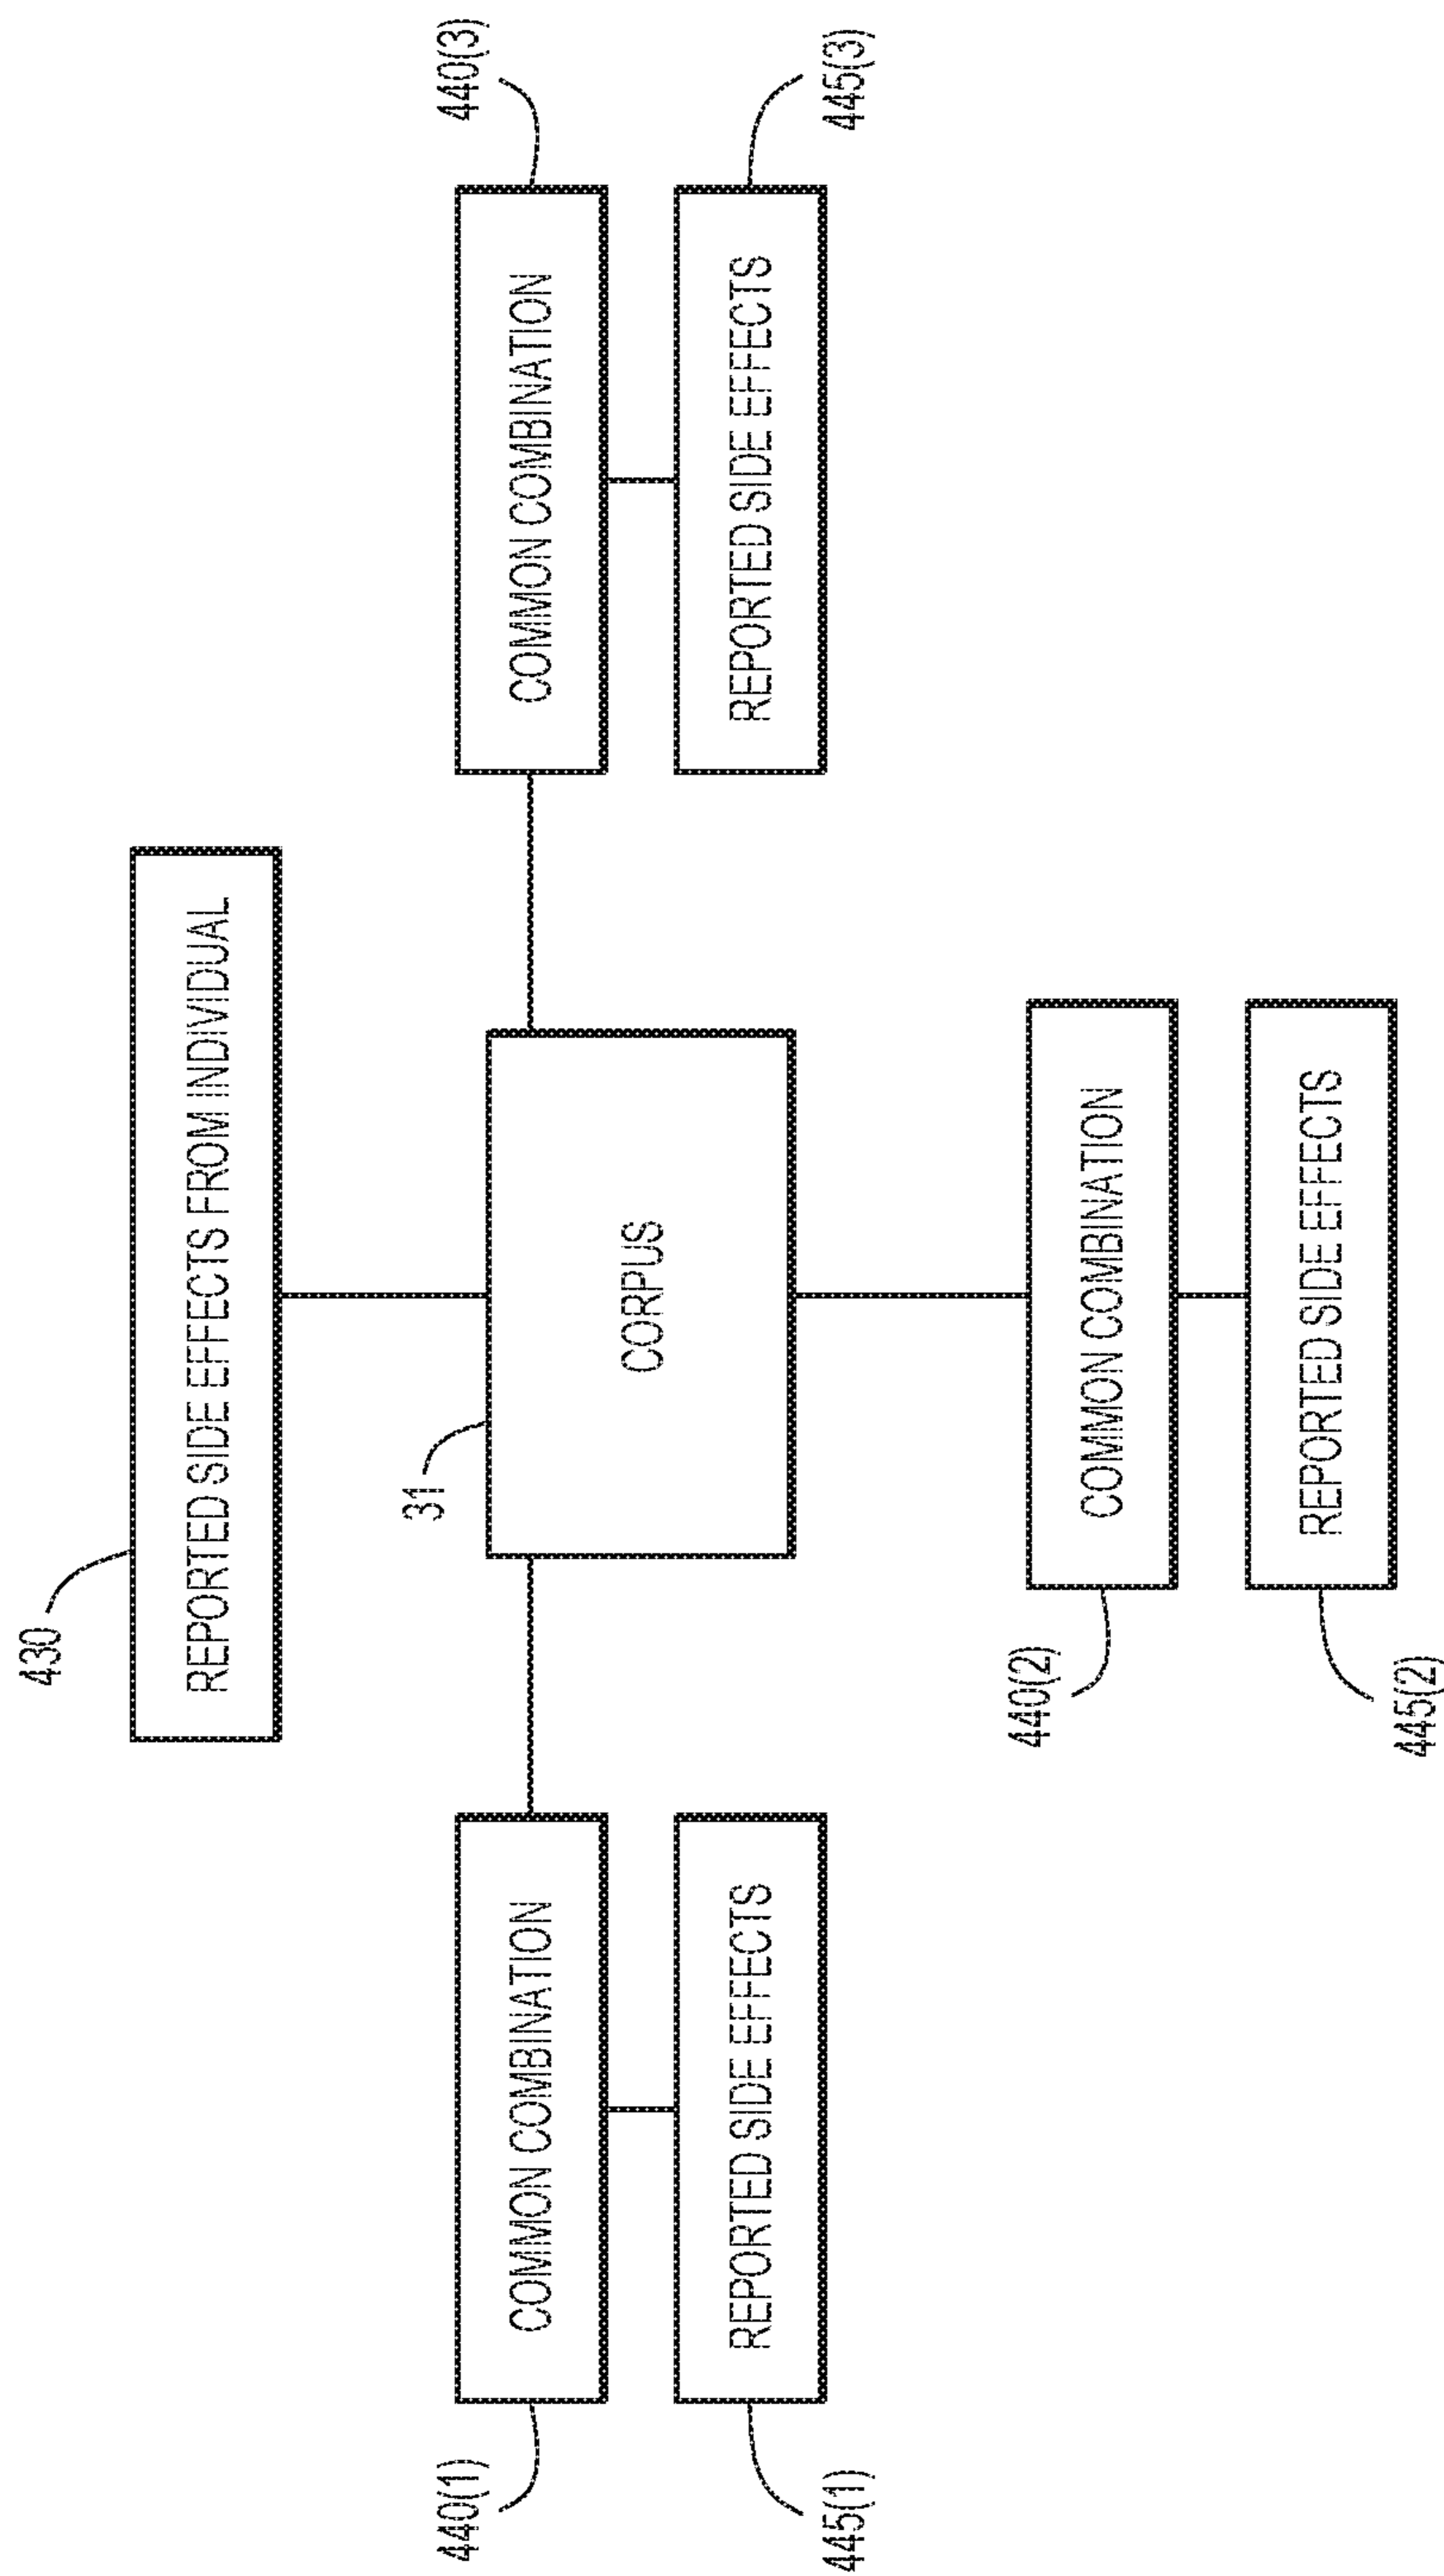 430
REPORTED SIDE EFFECTS FROM INDIVIDUAL
440(1)
COMMON COMBINATION
31
CORPUS
COMMON COMBINATION
440(3)
445(1)
REPORTED SIDE EFFECTS
REPORTED SIDE EFFECTS
445(3)
440(2)
COMMON COMBINATION
445(2)
REPORTED SIDE EFFECTS